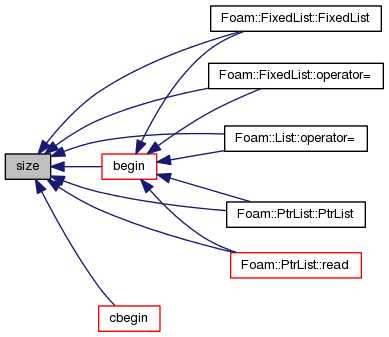 Foam::FixedList::FixedList
Foam::FixedList::operator=
Foam::List::operator=
size
begin
Foam::PtrList::PtrList
Foam::PtrList::read
cbegin